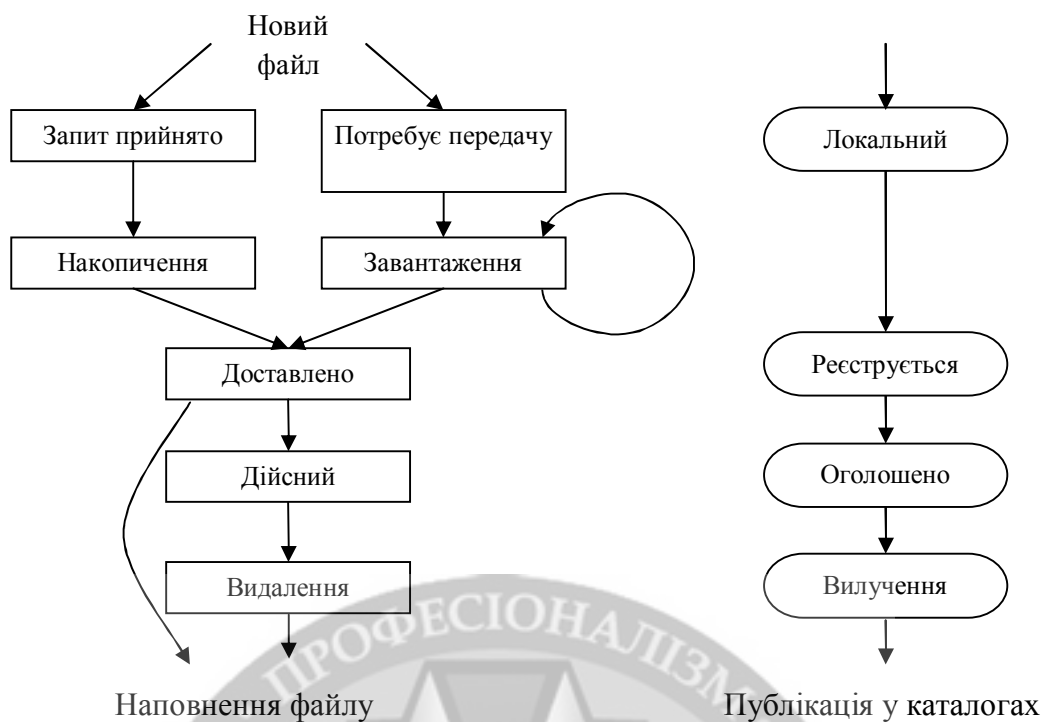 Новий
файл
Запит прийнято
Потребує передачу
Локальний
Накопичення
Завантаження
Доставлено
Реєструється
Дійсний
Оголошено
Видалення
Вилучення
ПРОФЕСІОНАЛІЗМ
Наповнення файлу
Публікація у каталогах